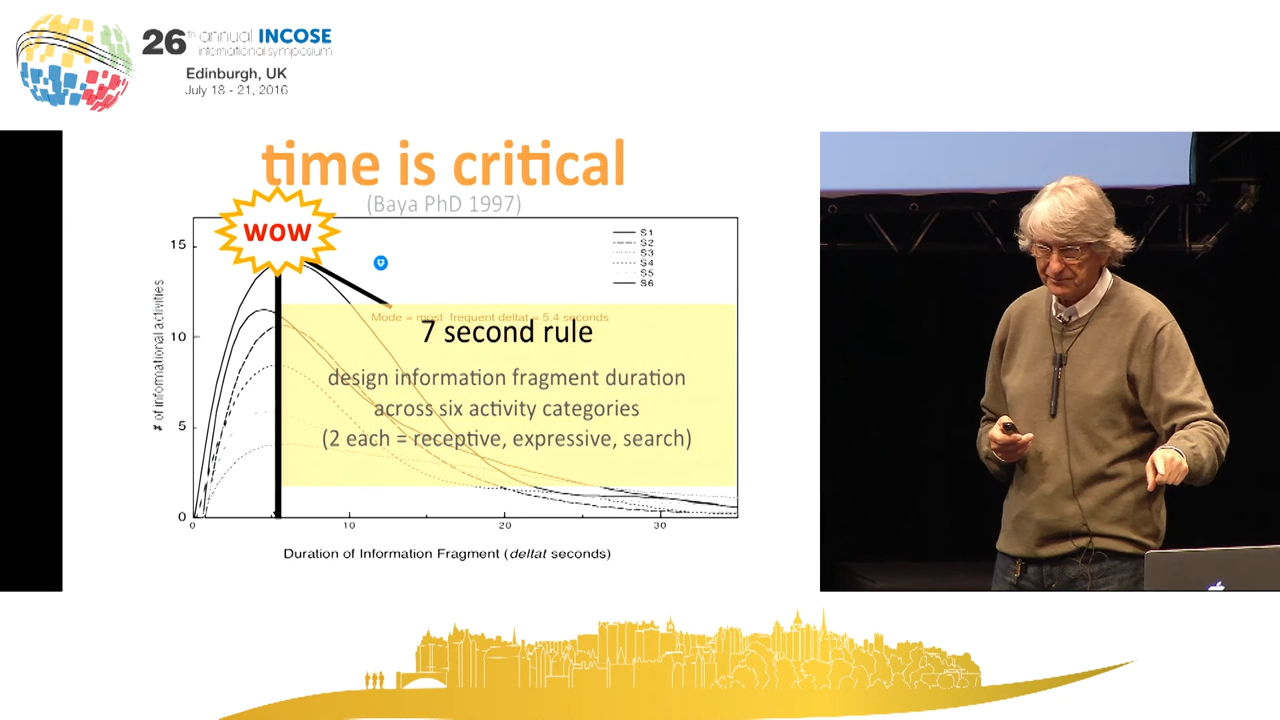 26th annual INCOSE
international symposium
Edinburgh, UK
July 18 - 21, 2016
time is critical
(Baya PhD 1997)
WOW
15
10
5
0
# of informational activities
S1
S2
S3
S4
S5
S6
Mode = most frequent deltat = 5.4 seconds
7 second rule
design information fragment duration
across six activity categories
(2 each = receptive, expressive, search)
0 10 20 30
Duration of Information Fragment (deltat seconds)